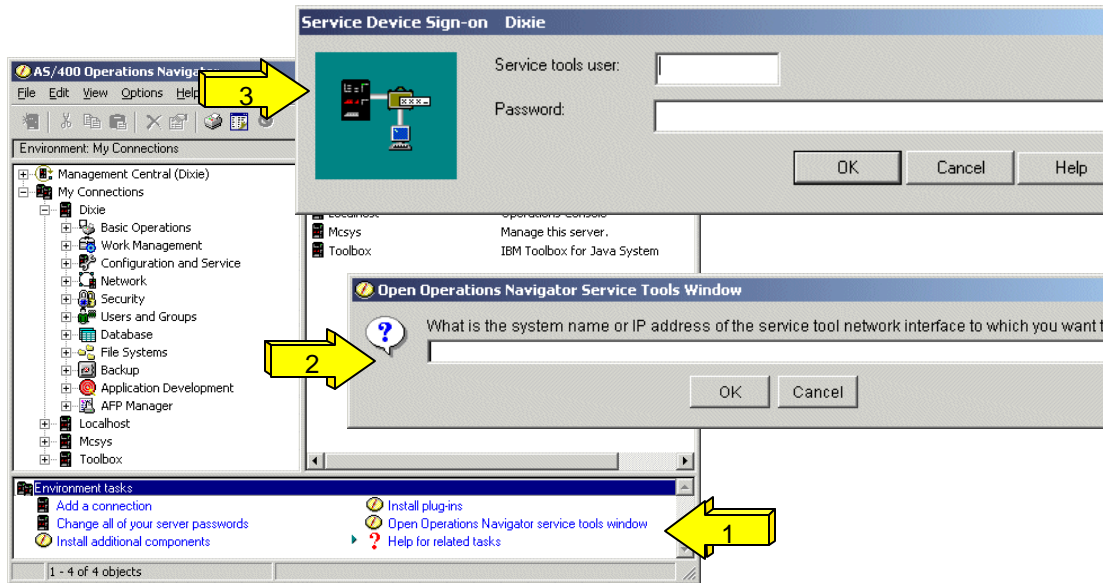 Service Device Sign-on Dixie
Service tools user:
Password:
OK Cancel Help
3
AS/400 Operations Navigator
File Edit View Options Help
Environment: My Connections
Management Central (Dixie)
My Connections
Dixie
Basic Operations
Work Management
Configuration and Service
Network
Security
Users and Groups
Database
File Systems
Backup
Application Development
AFP Manager
Localhost
Mcsys
Toolbox
Localhost Operations Console
Mcsys Manage this server.
Toolbox IBM Toolbox for Java System
Open Operations Navigator Service Tools Window
What is the system name or IP address of the service tool network interface to which you want
2
OK Cancel
Environment tasks
Add a connection
Change all of your server passwords
Install additional components
Install plug-ins
Open Operations Navigator service tools window
Help for related tasks
1
1 - 4 of 4 objects